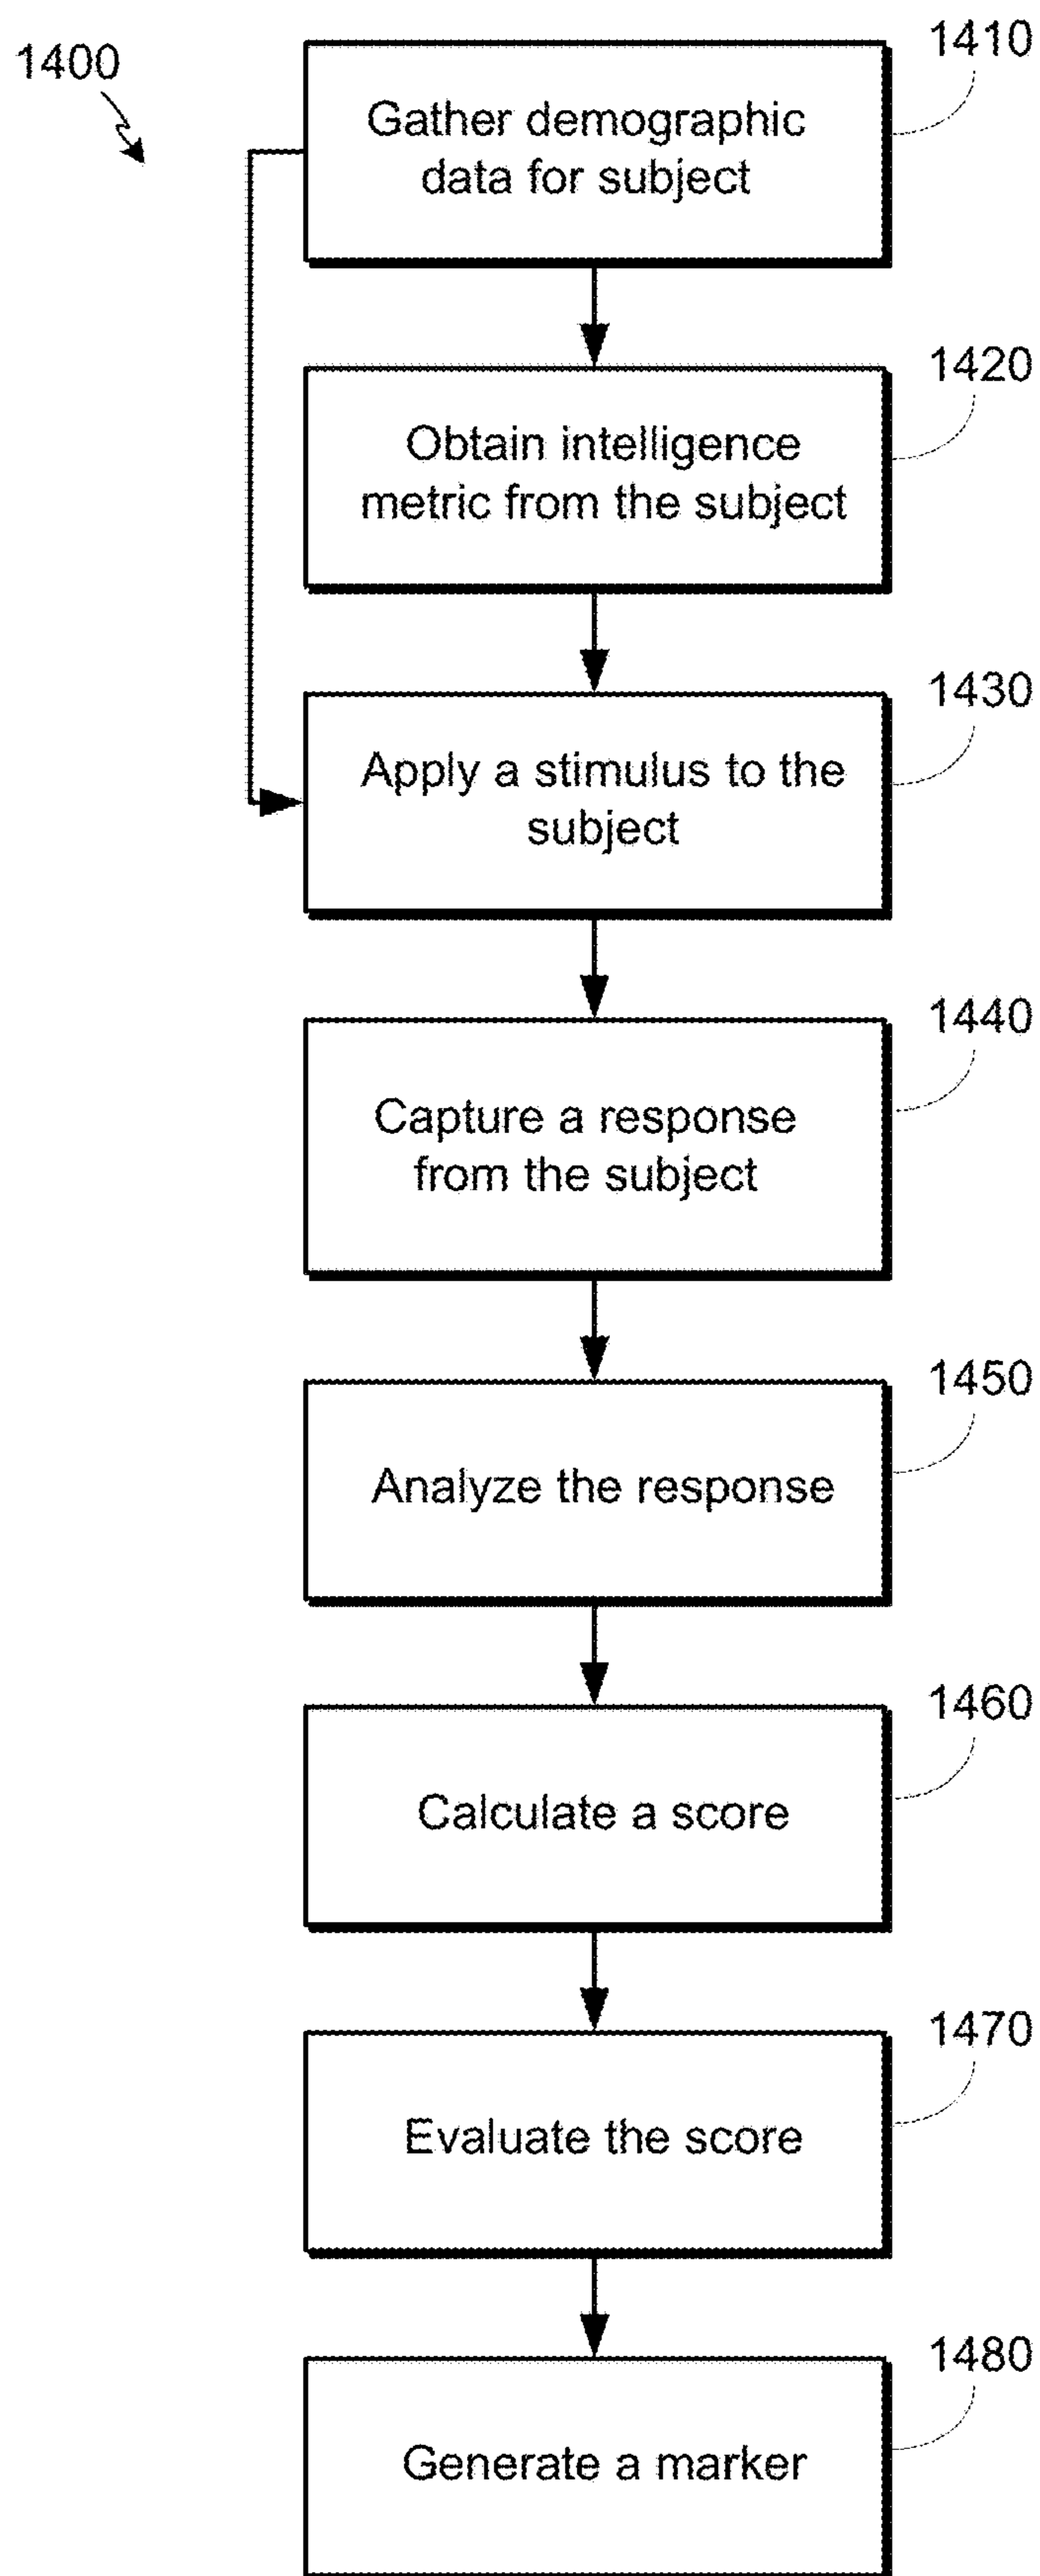 1400
1410
Gather demographic
data for subject
1420
Obtain intelligence
metric from the subject
1430
Apply a stimulus to the
subject
1440
Capture a response
from the subject
1450
Analyze the response
1460
Calculate a score
1470
Evaluate the score
1480
Generate a marker